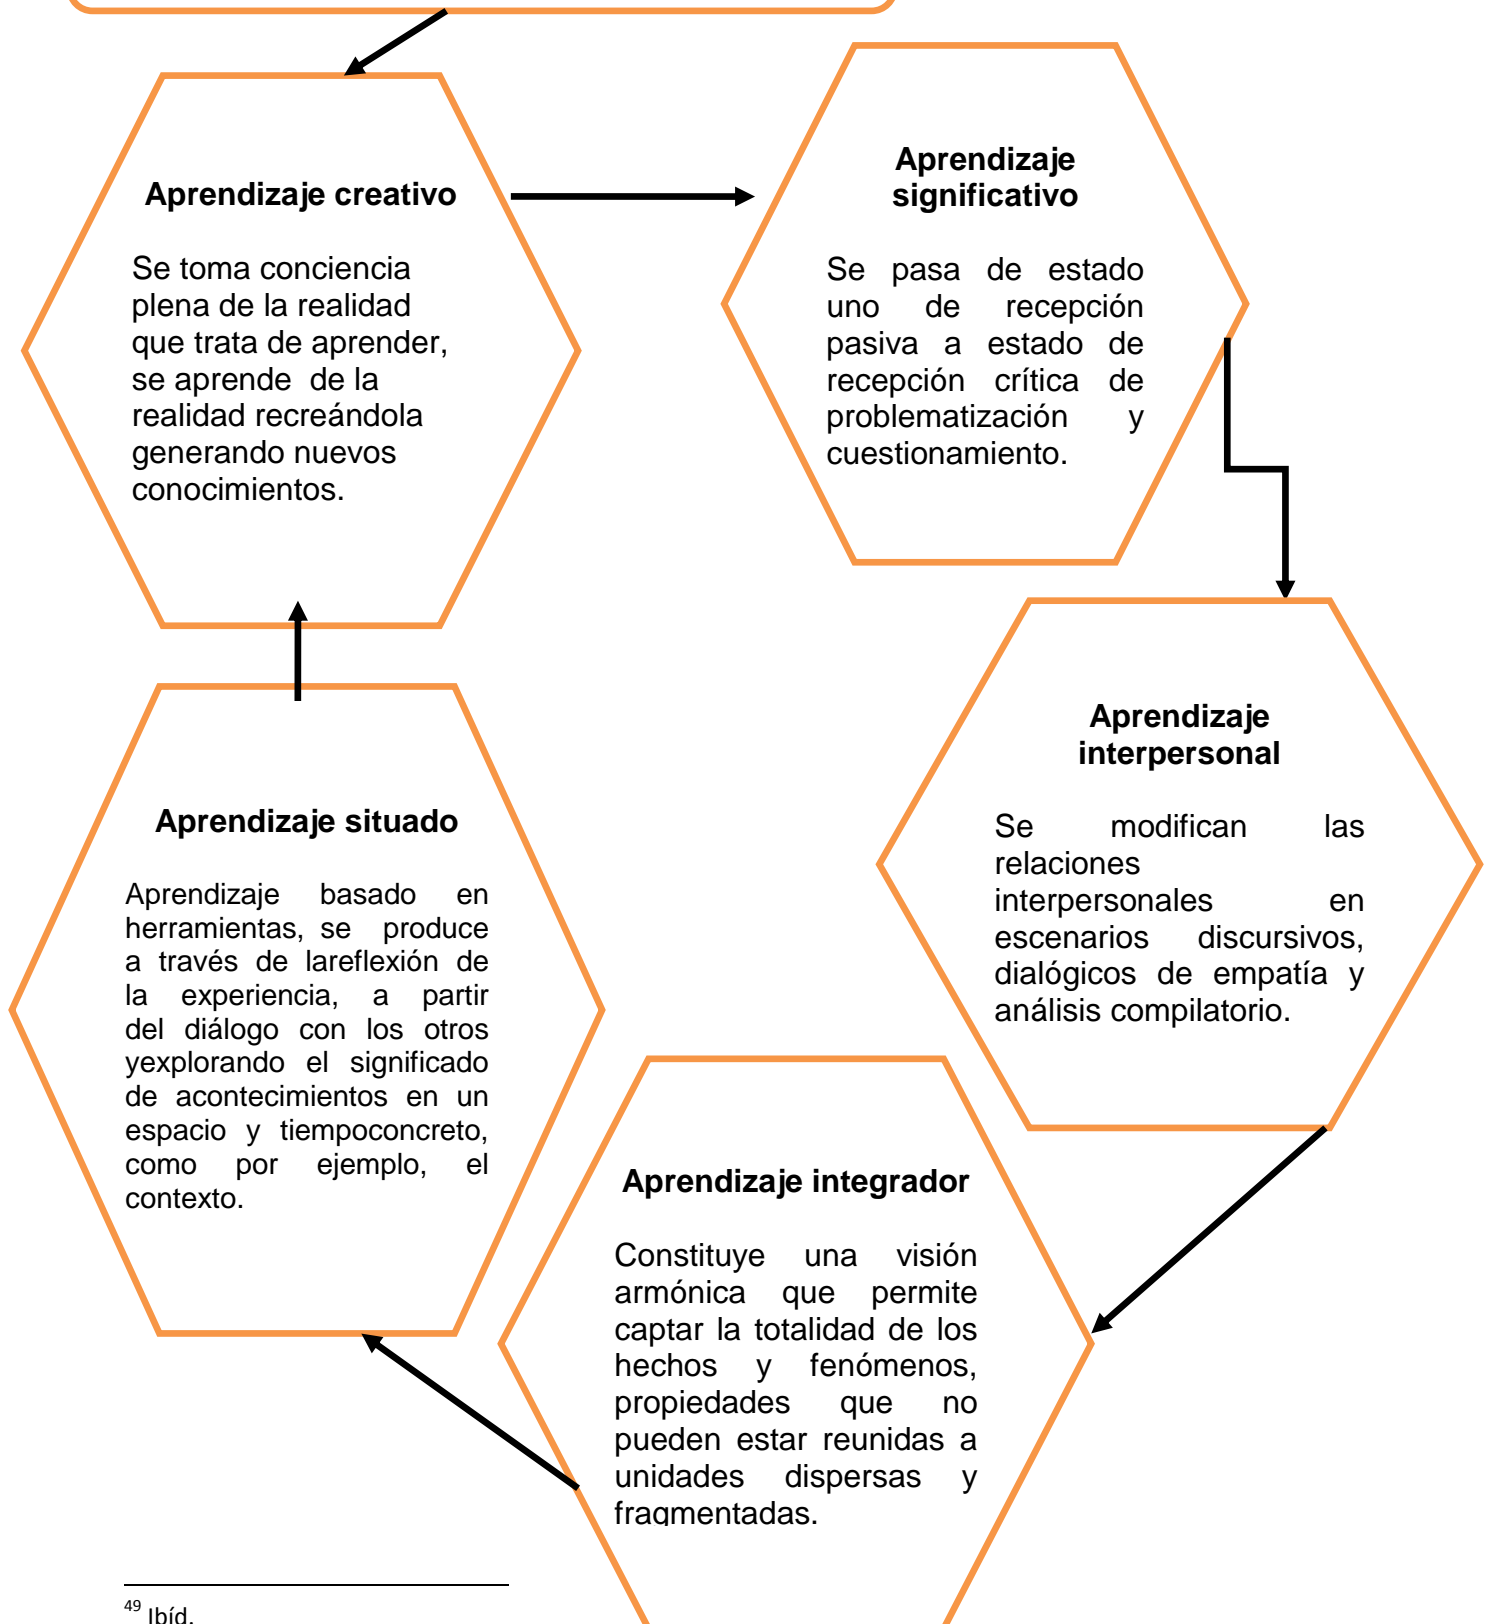 Aprendizaje creativo
Se toma conciencia
plena de la realidad
que trata de aprender,
se aprende de la
realidad recreándola
generando nuevos
conocimientos.
Aprendizaje
significativo
Se pasa de estado
uno de recepción
pasiva a estado de
recepción crítica de
problematización y
cuestionamiento.
Aprendizaje
interpersonal
Se modifican las
relaciones
interpersonales en
escenarios discursivos,
dialógicos de empatía y
análisis compilatorio.
Aprendizaje integrador
Constituye una visión
armónica que permite
captar la totalidad de los
hechos y fenómenos,
propiedades que no
pueden estar reunidas a
unidades dispersas y
fragmentadas.
Aprendizaje situado
Aprendizaje basado en
herramientas, se produce
a través de lareflexión de
la experiencia, a partir
del diálogo con los otros
yexplorando el significado
de acontecimientos en un
espacio y tiempoconcreto,
como por ejemplo, el
contexto.
49 Ibíd.